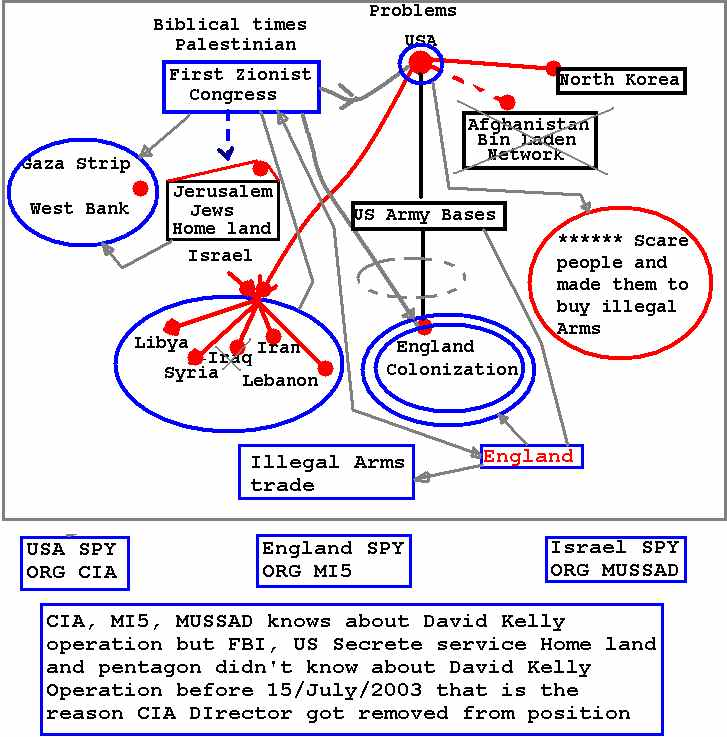 Problems
Biblical times
Palestinian
USA
First Zionist
Congress
North Korea
Afghanistan
Bin Laden
Network
Gaza Strip
West Bank
Jerusalem
Jews
Home land
Israel
US Army Bases
****** Scare
people and
made them to
buy illegal
Arms
Libya
Syria
Iraq
Iran
Lebanon
England
Colonization
Illegal Arms
trade
England
USA SPY
ORG CIA
England SPY
ORG MI5
Israel SPY
ORG MUSSAD
CIA, MI5, MUSSAD knows about David Kelly
operation but FBI, US Secrete service Home land
and pentagon didn't know about David Kelly
Operation before 15/July/2003 that is the
reason CIA DIrector got removed from position